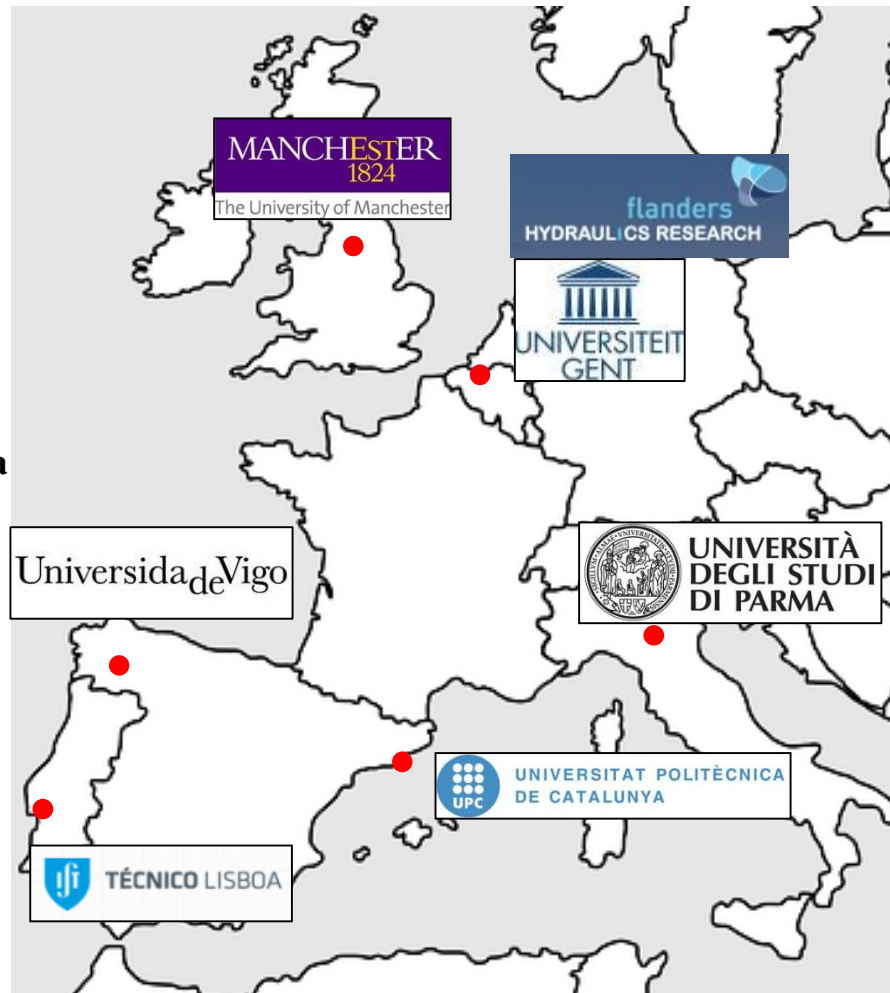 MANCHESTER
1824
The University of Manchester
flanders
HYDRAULICS RESEARCH
UNIVERSITEIT
GENT
a
UniversidadeVigo
UNIVERSITÀ
DEGLI STUDI
DI PARMA
UPC
UNIVERSITAT POLITÈCNICA
DE CATALUNYA
TÉCNICO LISBOA